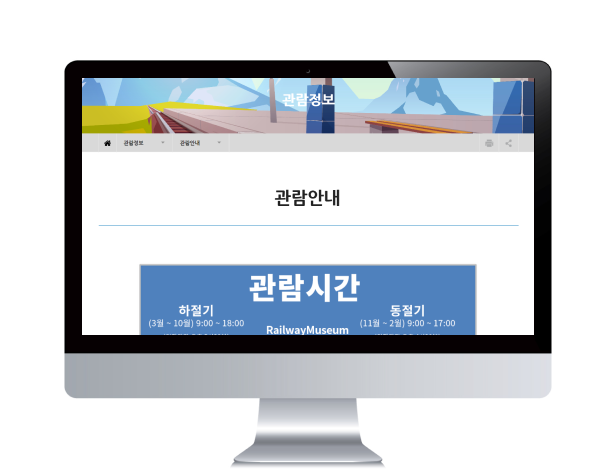 관람정보
관람정보 관람안내
관람안내
관람시간
하절기 동절기
(3월 ~ 10월) 9:00 ~ 18:00 (11월 ~ 2월) 9:00 ~ 17:00
RailwayMuseum